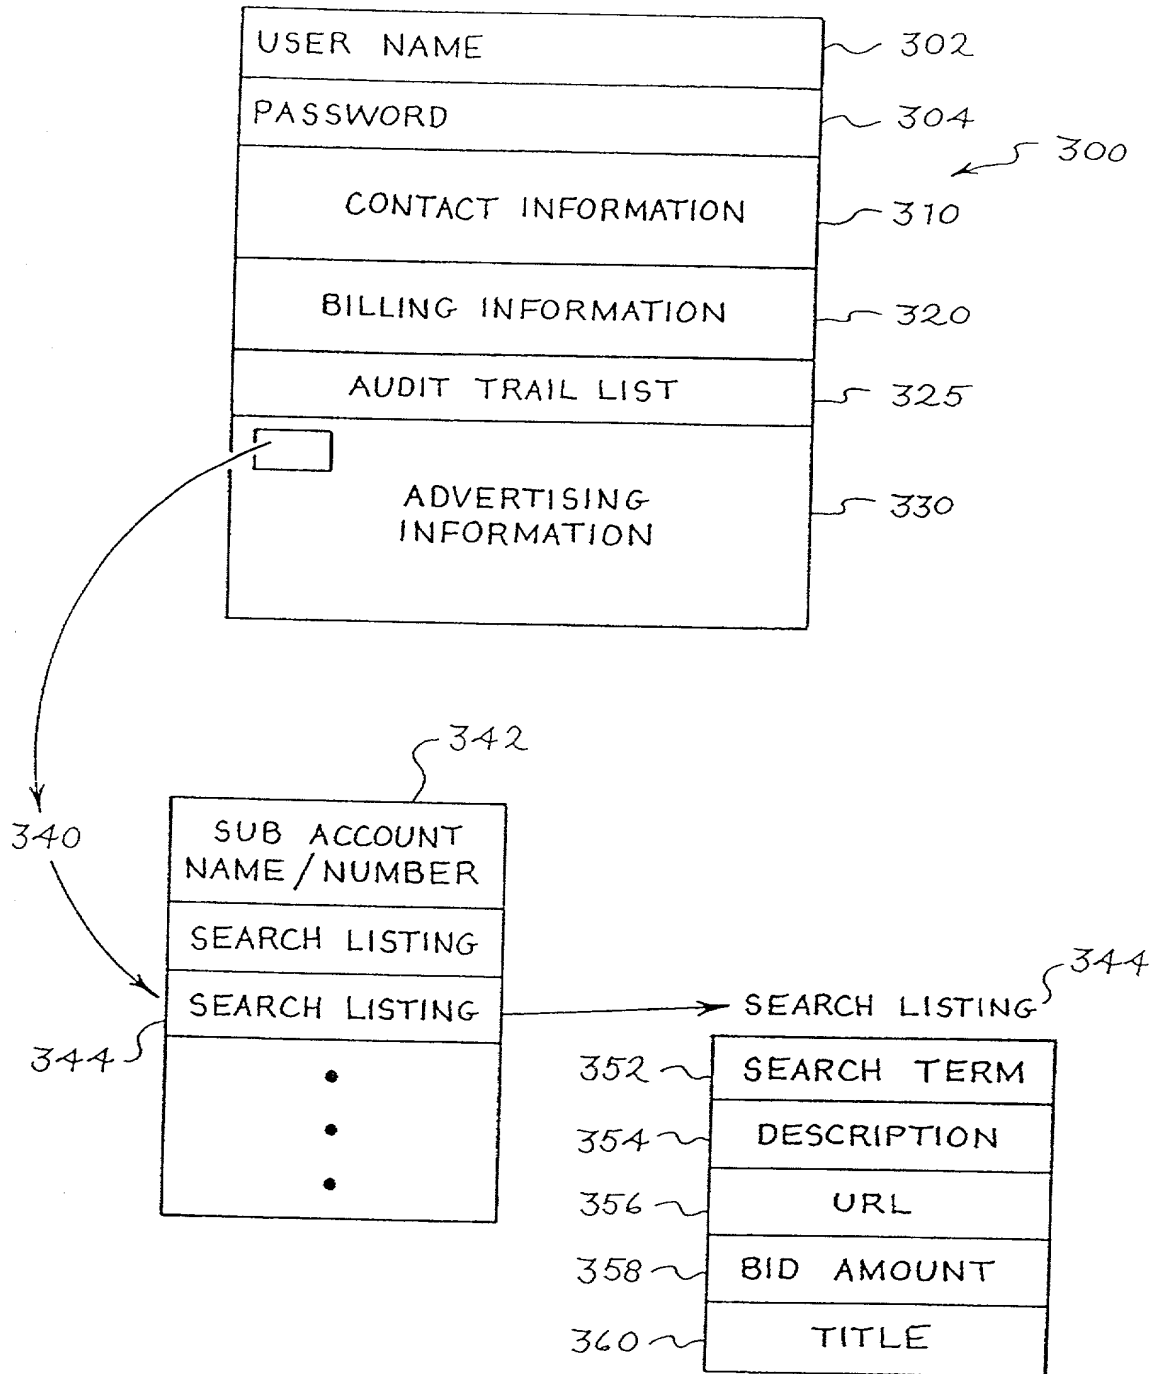 USER NAME
302
PASSWORD
304
300
CONTACT INFORMATION
310
BILLING INFORMATION
320
AUDIT TRAIL LIST
325
ADVERTISING
INFORMATION
330
342
340
SUB ACCOUNT
NAME/NUMBER
SEARCH LISTING
SEARCH LISTING
344
SEARCH LISTING
344
352
SEARCH TERM
354
DESCRIPTION
356
URL
358
BID AMOUNT
360
TITLE